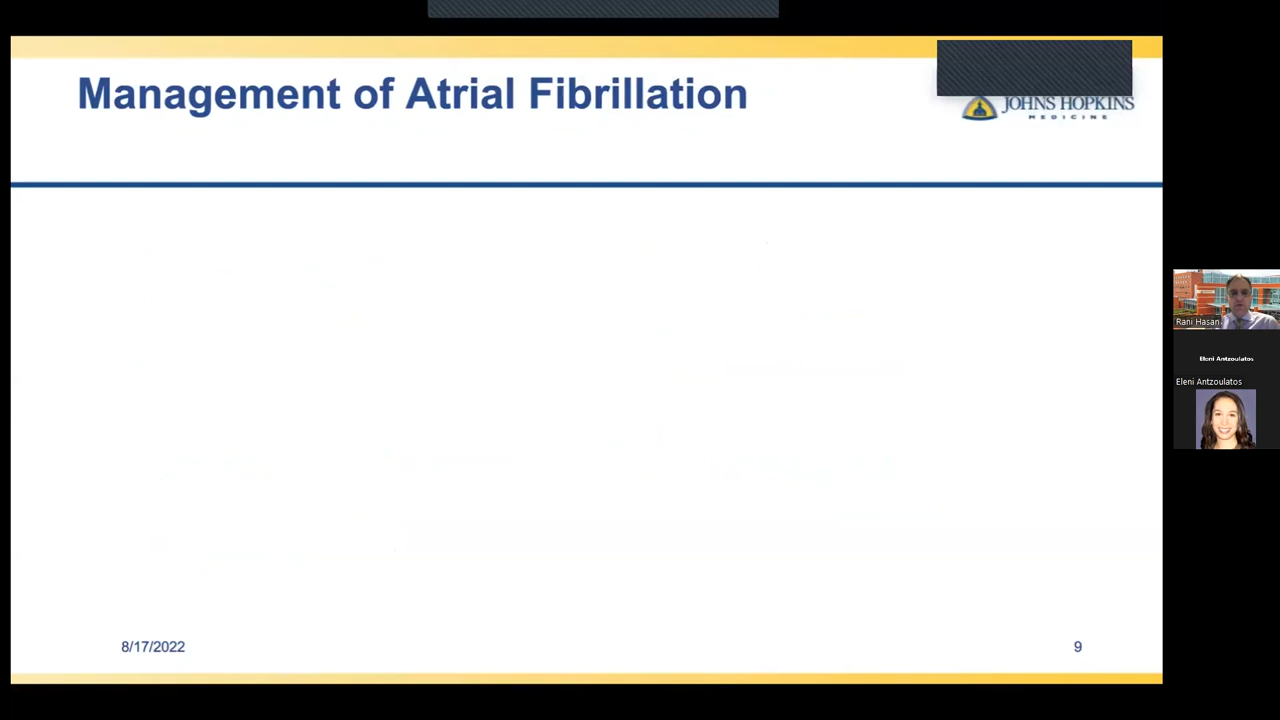 Management of Atrial Fibrillation
JOHNS HOPKINS
MEDICINE
Rani Hasan
Eleni Antzoulatos
Eleni Antzoulatos
8/17/2022
9